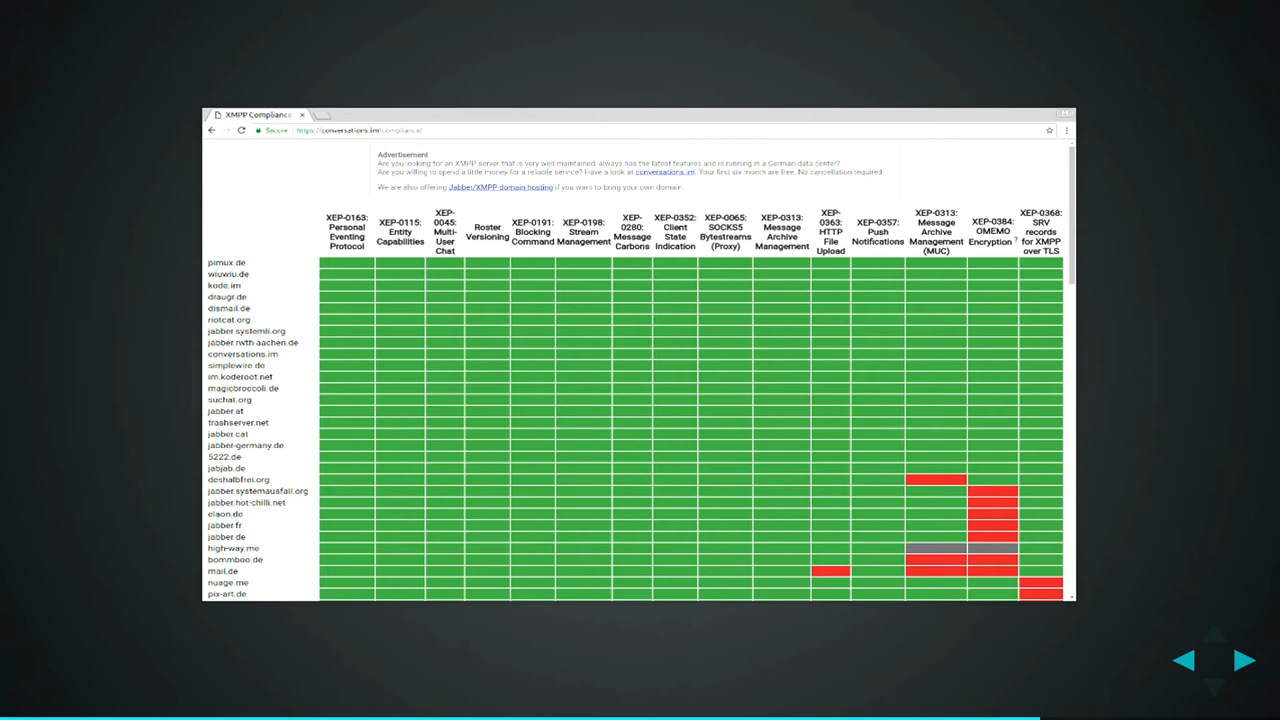 XMPP Compliance
Secure
https://conversations.im/compliance/
Advertisement
Are you looking for an XMPP server that is very well maintained, always has the latest features and is running in a German data center?
Are you willing to spend a little money for a reliable service? Have a look at conversations.im. Your first six month are free. No cancellation required.
We are also offering Jabber/XMPP domain hosting if you want to bring your own domain.
XEP-0163: Personal Eventing Protocol
XEP-0115: Entity Capabilities
XEP-0045: Multi-User Chat
Roster Versioning
XEP-0191: Blocking Command
XEP-0198: Stream Management
XEP-0280: Message Carbons
XEP-0352: Client State Indication
XEP-0065: SOCKS5 Bytestreams (Proxy)
XEP-0313: Message Archive Management
XEP-0363: HTTP File Upload
XEP-0357: Push Notifications
XEP-0313: Message Archive Management (MUC)
XEP-0384: OMEMO Encryption ?
XEP-0368: SRV records for XMPP over TLS
pimux.de
wiuwiu.de
kode.im
draugr.de
dismail.de
riotcat.org
jabber.systemli.org
jabber.rwth-aachen.de
conversations.im
simplewire.de
im.koderoot.net
magicbroccoli.de
suchat.org
jabber.at
trashserver.net
jabber.cat
jabber-germany.de
5222.de
jabjab.de
deshalbfrei.org
jabber.systemausfall.org
jabber.hot-chilli.net
elaon.de
jabber.fr
jabber.de
high-way.me
bommboo.de
mail.de
nuage.me
pix-art.de